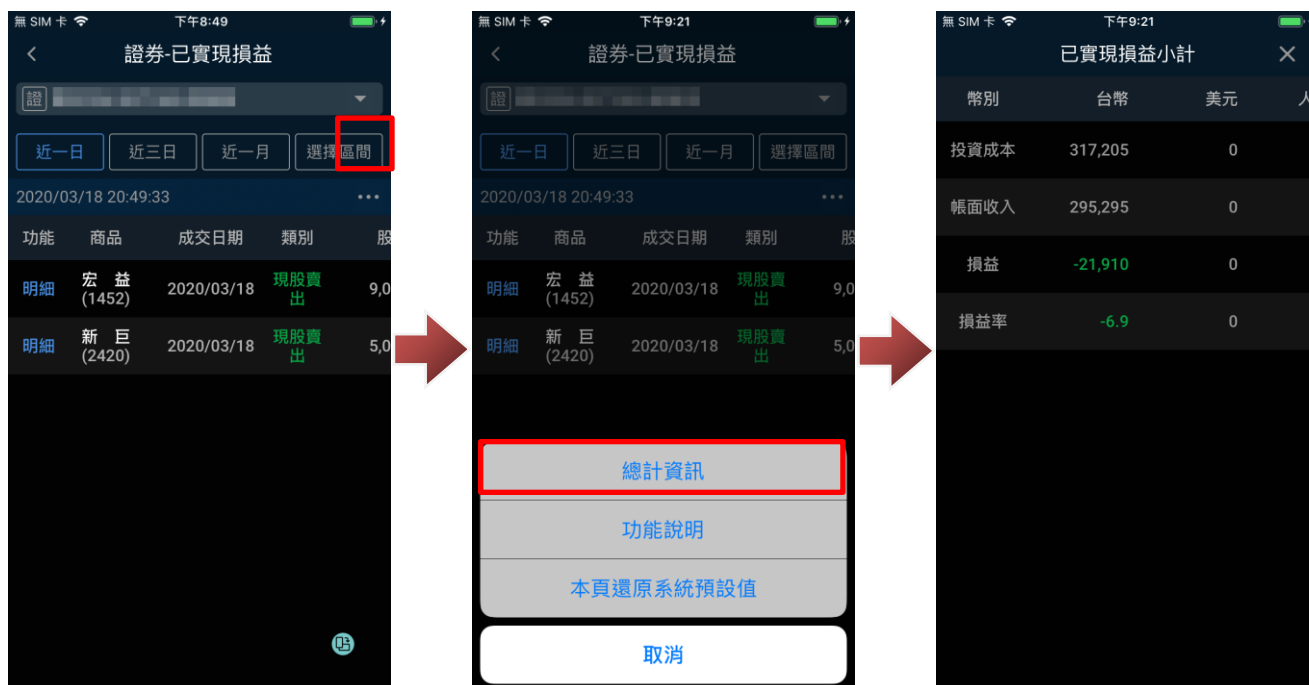 無 SIM 卡 下午8:49
證券-已實現損益
證
近一日 近三日 近一月 選擇區間
2020/03/18 20:49:33 •••
功能 商品 成交日期 類別 股
明細 宏 益 (1452) 2020/03/18 現股賣出 9,0
明細 新 巨 (2420) 2020/03/18 現股賣出 5,0
無 SIM 卡 下午9:21
證券-已實現損益
證
近一日 近三日 近一月 選擇區間
2020/03/18 20:49:33 •••
功能 商品 成交日期 類別 股
明細 宏 益 (1452) 2020/03/18 現股賣出 9,0
明細 新 巨 (2420) 2020/03/18 現股賣出 5,0
總計資訊
功能說明
本頁還原系統預設值
取消
無 SIM 卡 下午9:21
已實現損益小計
幣別 台幣 美元 人
投資成本 317,205 0
帳面收入 295,295 0
損益 -21,910 0
損益率 -6.9 0